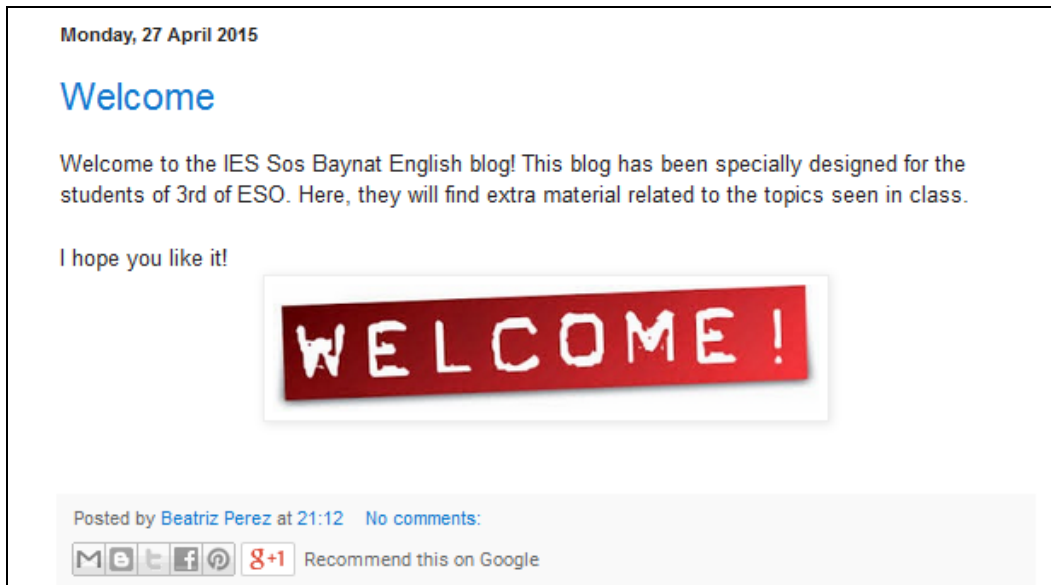 Monday, 27 April 2015
Welcome
Welcome to the IES Sos Baynat English blog! This blog has been specially designed for the
students of 3rd of ESO. Here, they will find extra material related to the topics seen in class.
I hope you like it!
WELCOME!
Posted by Beatriz Perez at 21:12 No comments:
g+1 Recommend this on Google